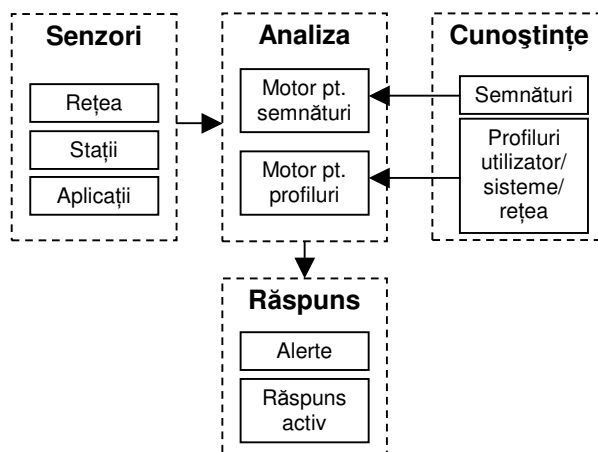 Senzori
Rețea
Stații
Aplicații
Analiza
Motor pt.
semnături
Motor pt.
profiluri
Cunoştințe
Semnături
Profiluri
utilizator/
sisteme/
rețea
Răspuns
Alerte
Răspuns
activ